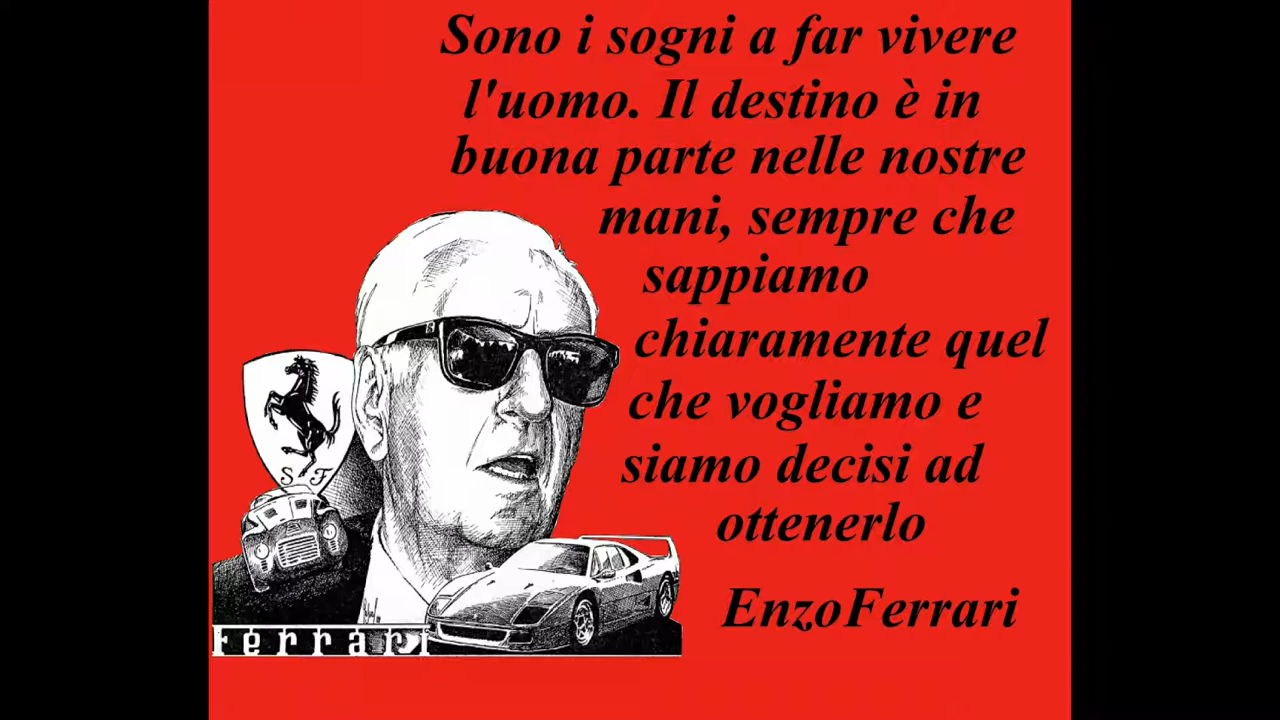 Sono i sogni a far vivere
l'uomo. Il destino è in
buona parte nelle nostre
mani, sempre che
sappiamo
chiaramente quel
che vogliamo e
siamo decisi ad
ottenerlo
EnzoFerrari
S F
Ferrari